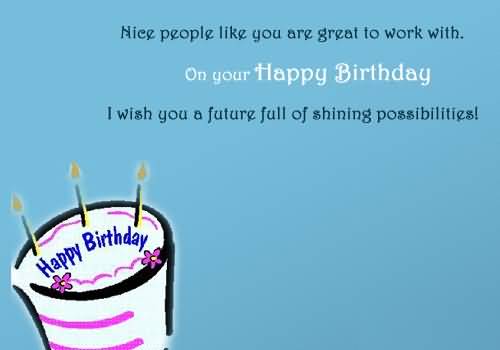 Nice people like you are great to work with.
On your Happy Birthday
I wish you a future full of shining possibilities!
Happy Birthday